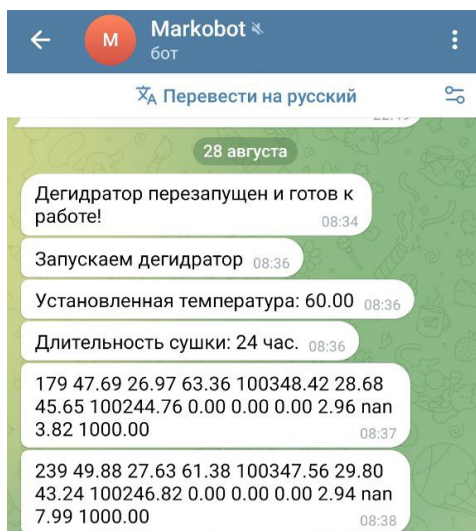 Markobot
М
бот
Перевести на русский
28 августа
Дегидратор перезапущен и готов к
работе!
08:34
Запускаем дегидратор 08:36
Установленная температура: 60.00 08:36
Длительность сушки: 24 час. 08:36
179 47.69 26.97 63.36 100348.42 28.68
45.65 100244.76 0.00 0.00 0.00 2.96 nan
3.82 1000.00
08:37
239 49.88 27.63 61.38 100347.56 29.80
43.24 100246.82 0.00 0.00 0.00 2.94 nan
7.99 1000.00
08:38